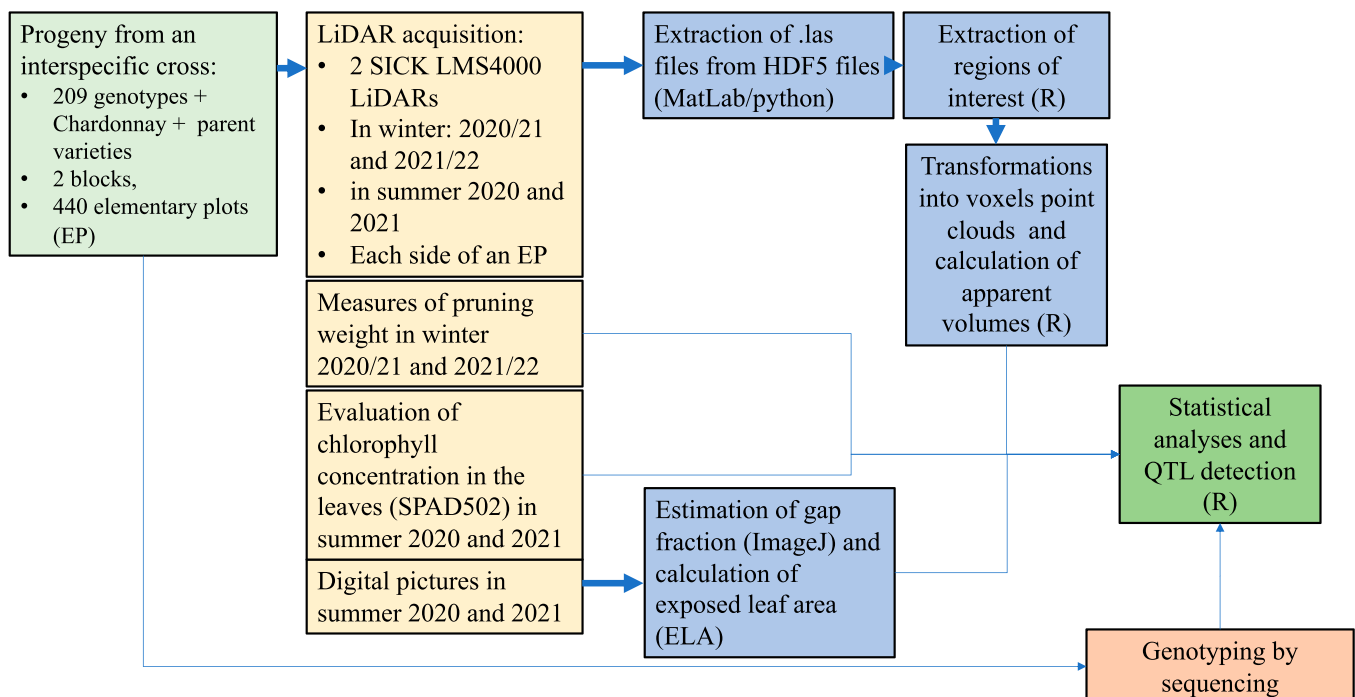 Progeny from an
interspecific cross:
• 209 genotypes +
Chardonnay + parent
varieties
• 2 blocks,
• 440 elementary plots
(EP)
LiDAR acquisition:
• 2 SICK LMS4000
LiDARs
• In winter: 2020/21
and 2021/22
• in summer 2020 and
2021
• Each side of an EP
Measures of pruning
weight in winter
2020/21 and 2021/22
Evaluation of
chlorophyll
concentration in the
leaves (SPAD502) in
summer 2020 and 2021
Digital pictures in
summer 2020 and 2021
Extraction of .las
files from HDF5 files
(MatLab/python)
Extraction of
regions of
interest (R)
Transformations
into voxels point
clouds and
calculation of
apparent
volumes (R)
Estimation of gap
fraction (ImageJ) and
calculation of
exposed leaf area
(ELA)
Statistical
analyses and
QTL detection
(R)
Genotyping by
sequencing